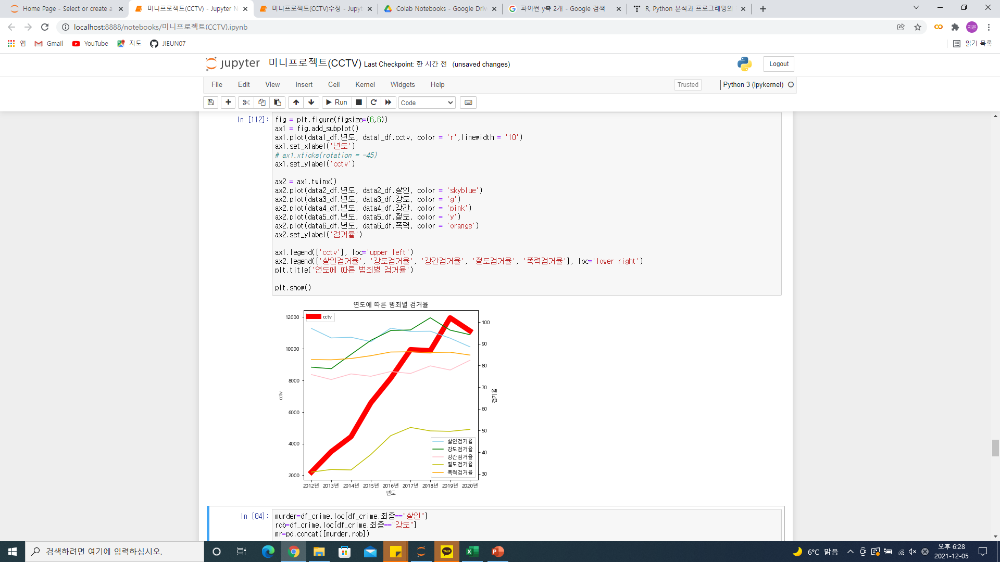 Home Page - Select or create a
미니프로젝트(CCTV) - Jupyter N
미니프로젝트(CCTV)수정 - Jupyt
Colab Notebooks - Google Driv
파이썬 y축 2개 - Google 검색
R, Python 분석과 프로그래밍의
localhost:8888/notebooks/미니프로젝트(CCTV).ipynb
지은
앱
Gmail
YouTube
지도
JIEUN07
읽기 목록
jupyter 미니프로젝트(CCTV) Last Checkpoint: 한 시간 전 (unsaved changes)
Logout
File Edit View Insert Cell Kernel Widgets Help
Trusted
Python 3 (ipykernel)
Run
Code
In [112]:
fig = plt.figure(figsize=(6,6))
ax1 = fig.add_subplot()
ax1.plot(data1_df.년도, data1_df.cctv, color = 'r',linewidth = '10')
ax1.set_xlabel('년도')
# ax1.xticks(rotation = -45)
ax1.set_ylabel('cctv')
ax2 = ax1.twinx()
ax2.plot(data2_df.년도, data2_df.살인, color = 'skyblue')
ax2.plot(data3_df.년도, data3_df.강도, color = 'g')
ax2.plot(data4_df.년도, data4_df.강간, color = 'pink')
ax2.plot(data5_df.년도, data5_df.절도, color = 'y')
ax2.plot(data6_df.년도, data6_df.폭력, color = 'orange')
ax2.set_ylabel('검거율')
ax1.legend(['cctv'], loc='upper left')
ax2.legend(['살인검거율', '강도검거율', '강간검거율', '절도검거율', '폭력검거율'], loc='lower right')
plt.title('연도에 따른 범죄별 검거율')
plt.show()
연도에 따른 범죄별 검거율
cctv
12000
10000
8000
6000
4000
2000
cctv
100
90
80
70
60
50
40
30
검거율
살인검거율
강도검거율
강간검거율
절도검거율
폭력검거율
2012년 2013년 2014년 2015년 2016년 2017년 2018년 2019년 2020년
년도
In [84]:
murder=df_crime.loc[df_crime.죄종=="살인"]
rob=df_crime.loc[df_crime.죄종=="강도"]
mr=pd.concat([murder,rob])
검색하려면 여기에 입력하십시오.
TALK
6°C 맑음
오후 6:28
2021-12-05